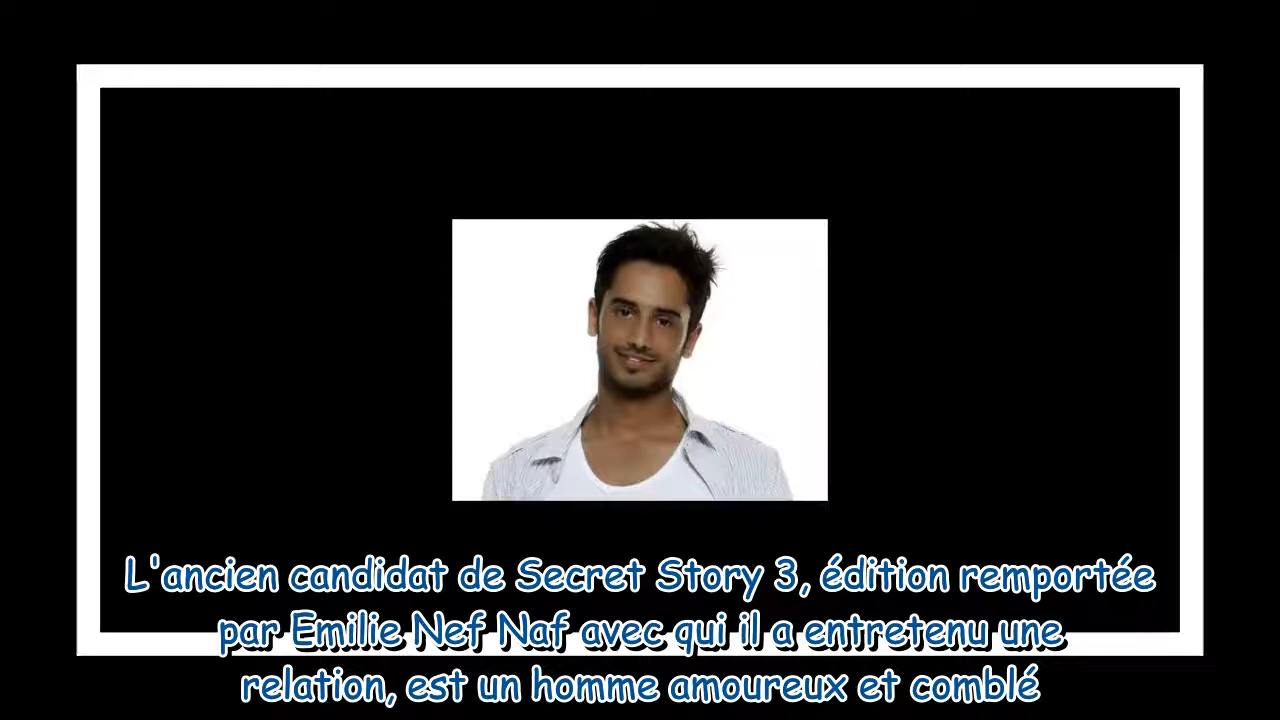 L'ancien candidat de Secret Story 3, édition remportée
par Emilie Nef Naf avec qui il a entretenu une
relation, est un homme amoureux et comblé